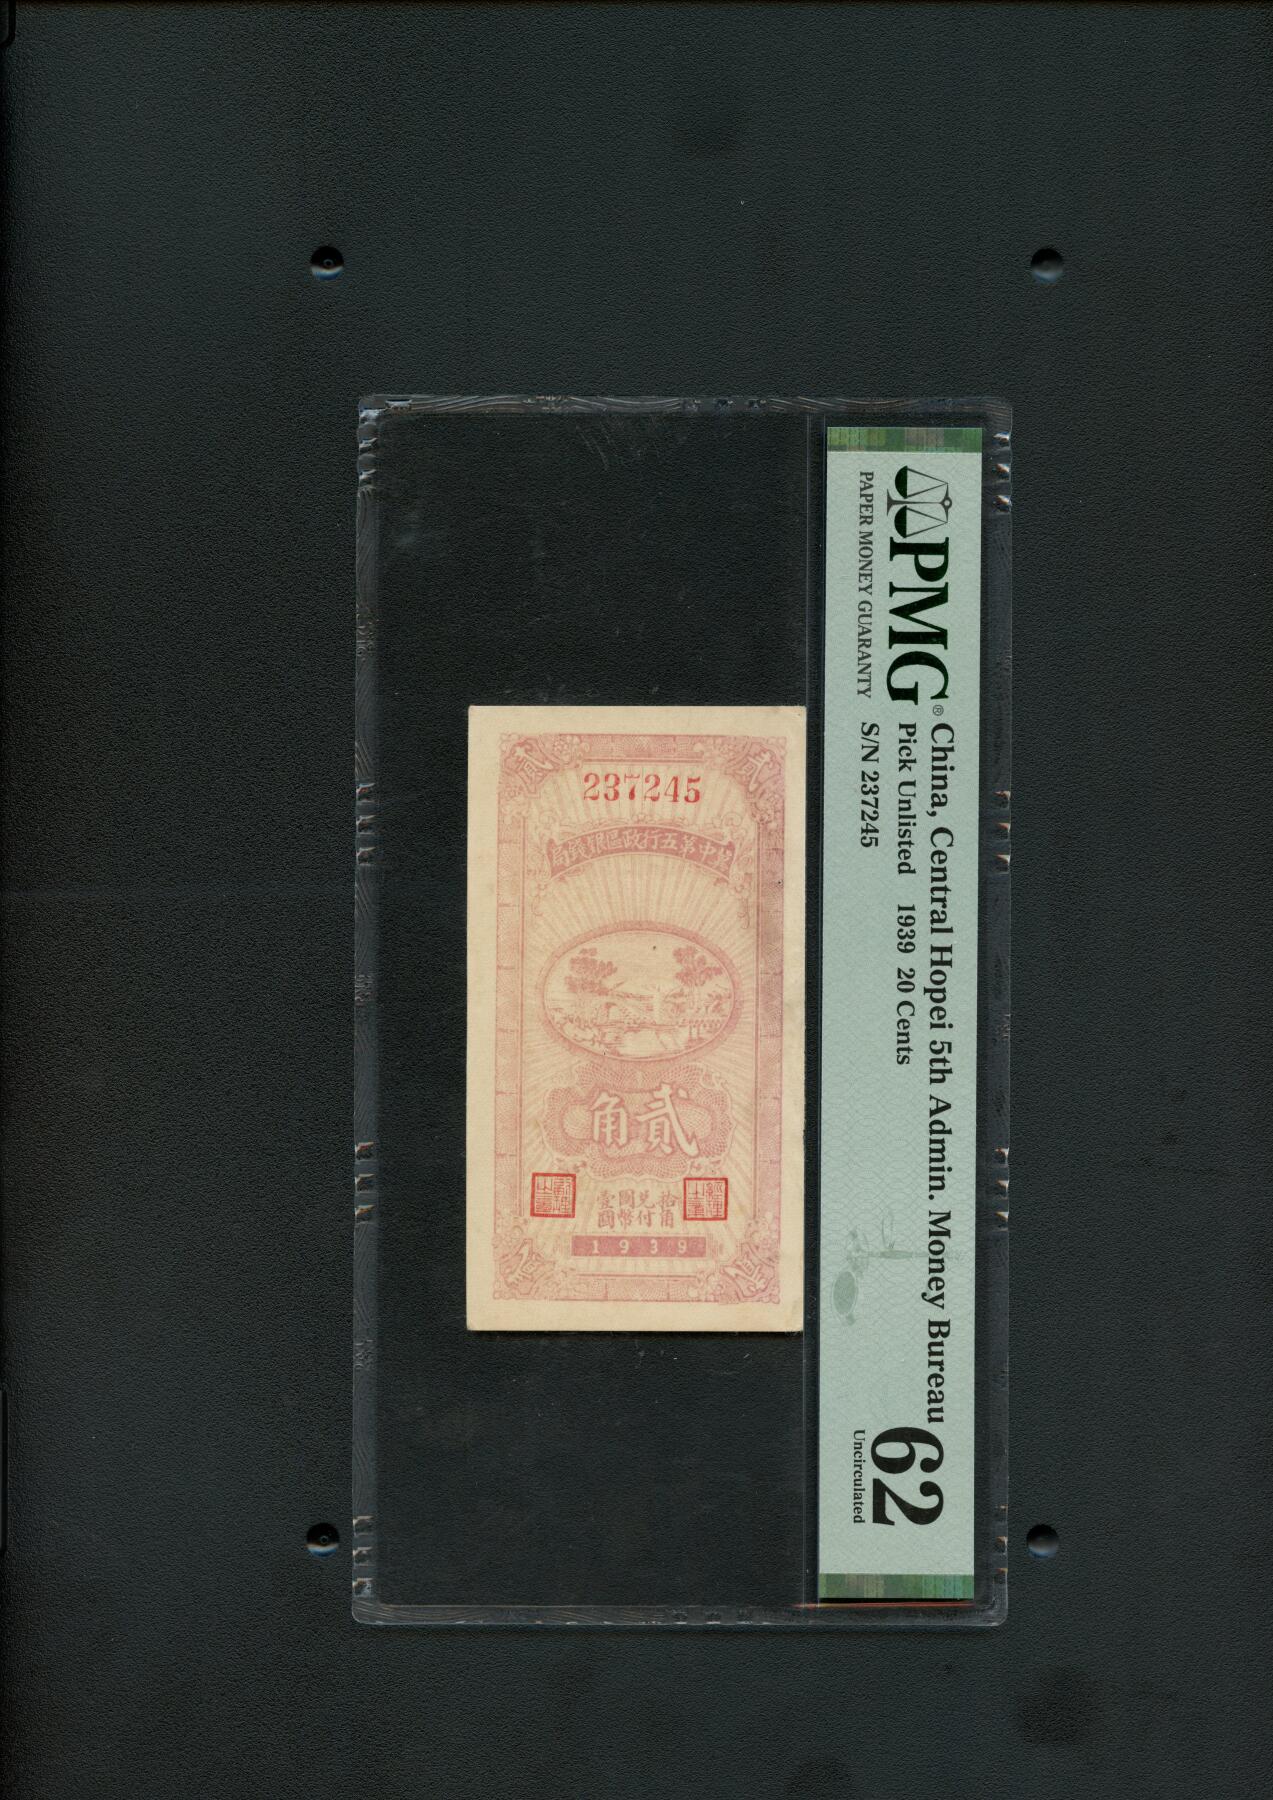 PMG®
PAPER MONEY GUARANTY
China, Central Hopei 5th Admin. Money Bureau
Pick Unlisted 1939 20 Cents
S/N 237245
62
Uncirculated
貳
貳
237245
冀中第五行政區銀錢局
貳角
拾角
兌付
國幣
壹圓
1939